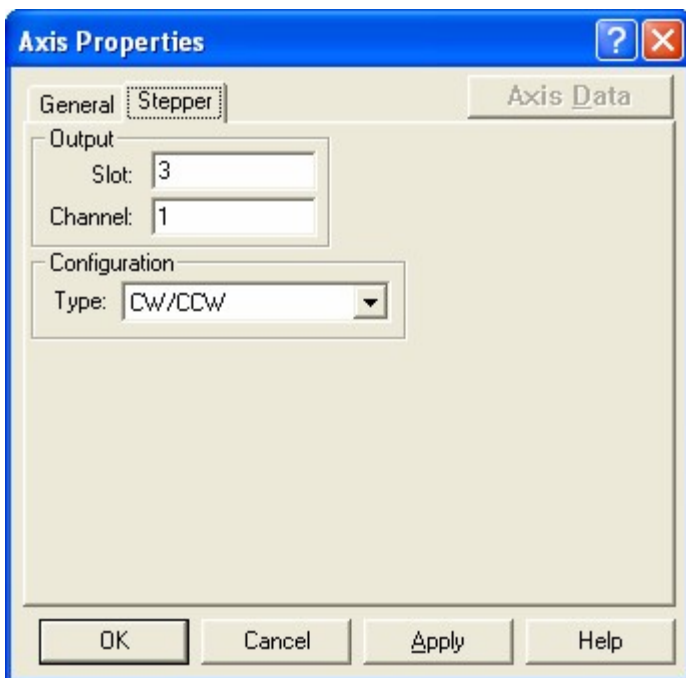 Axis Properties
General Stepper Axis Data
Output
Slot: 3
Channel: 1
Configuration
Type: CW/CCW
OK Cancel Apply Help